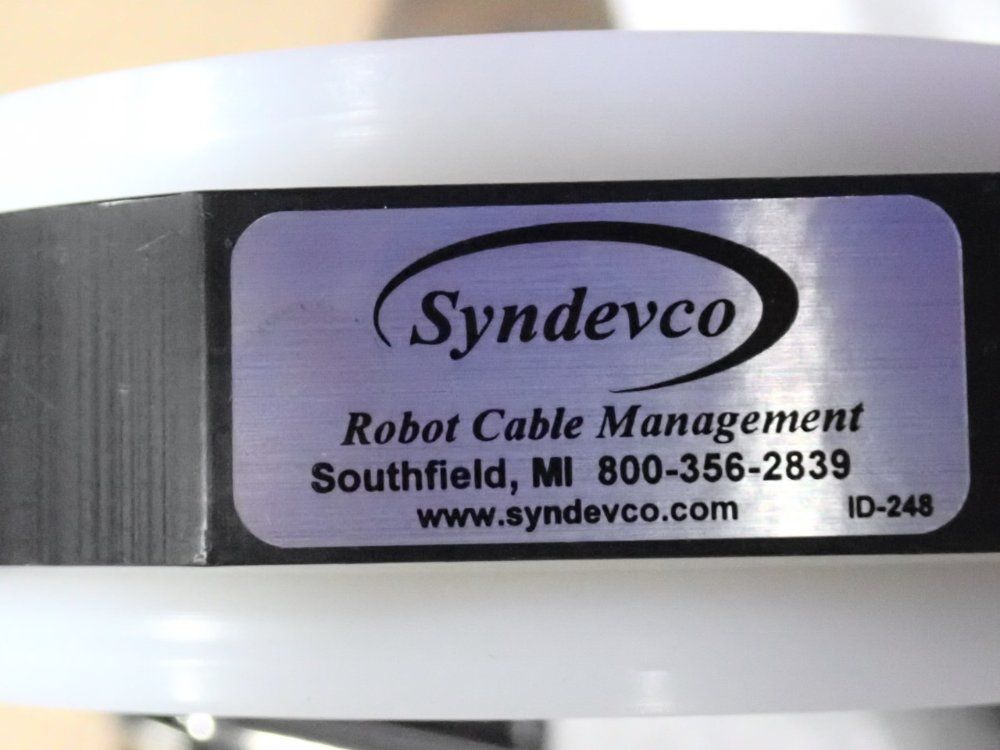 Syndevco
Robot Cable Management
Southfield, MI 800-356-2839
www.syndevco.com ID-248